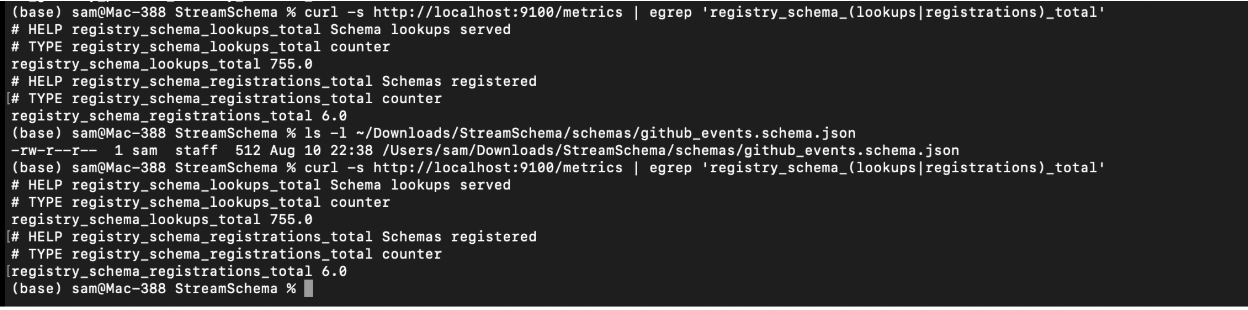 (base) sam@Mac-388 StreamSchema % curl -s http://localhost:9100/metrics | egrep 'registry_schema_(lookups|registrations)_total'
# HELP registry_schema_lookups_total Schema lookups served
# TYPE registry_schema_lookups_total counter
registry_schema_lookups_total 755.0
# HELP registry_schema_registrations_total Schemas registered
[# TYPE registry_schema_registrations_total counter
registry_schema_registrations_total 6.0
(base) sam@Mac-388 StreamSchema % ls -l ~/Downloads/StreamSchema/schemas/github_events.schema.json
-rw-r--r--  1 sam  staff  512 Aug 10 22:38 /Users/sam/Downloads/StreamSchema/schemas/github_events.schema.json
(base) sam@Mac-388 StreamSchema % curl -s http://localhost:9100/metrics | egrep 'registry_schema_(lookups|registrations)_total'
# HELP registry_schema_lookups_total Schema lookups served
# TYPE registry_schema_lookups_total counter
registry_schema_lookups_total 755.0
[# HELP registry_schema_registrations_total Schemas registered
# TYPE registry_schema_registrations_total counter
[registry_schema_registrations_total 6.0
(base) sam@Mac-388 StreamSchema %